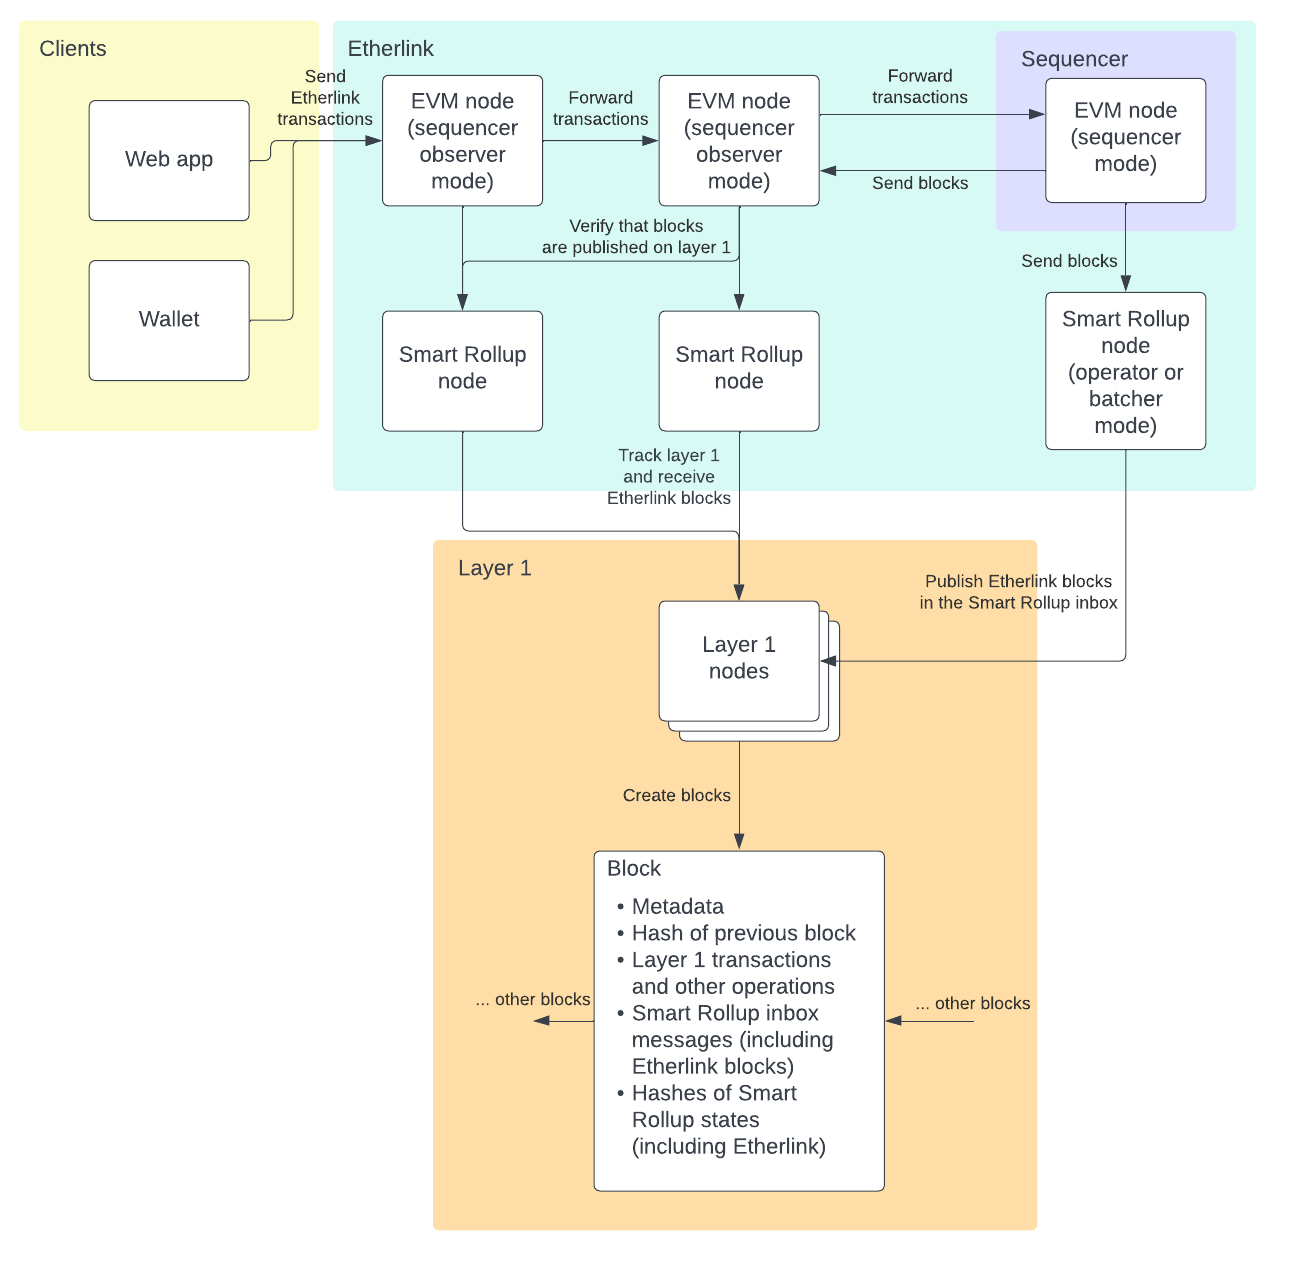 Clients
Web app
Wallet
Send
Etherlink
transactions
Etherlink
EVM node
(sequencer
observer
mode)
Forward
transactions
EVM node
(sequencer
observer
mode)
Forward
transactions
Send blocks
Sequencer
EVM node
(sequencer
mode)
Verify that blocks
are published on layer 1
Send blocks
Smart Rollup
node
Smart Rollup
node
Smart Rollup
node
(operator or
batcher
mode)
Track layer 1
and receive
Etherlink blocks
Layer 1
Publish Etherlink blocks
in the Smart Rollup inbox
Layer 1
nodes
Create blocks
Block
• Metadata
• Hash of previous block
• Layer 1 transactions
and other operations
• Smart Rollup inbox
messages (including
Etherlink blocks)
• Hashes of Smart
Rollup states
(including Etherlink)
... other blocks
... other blocks